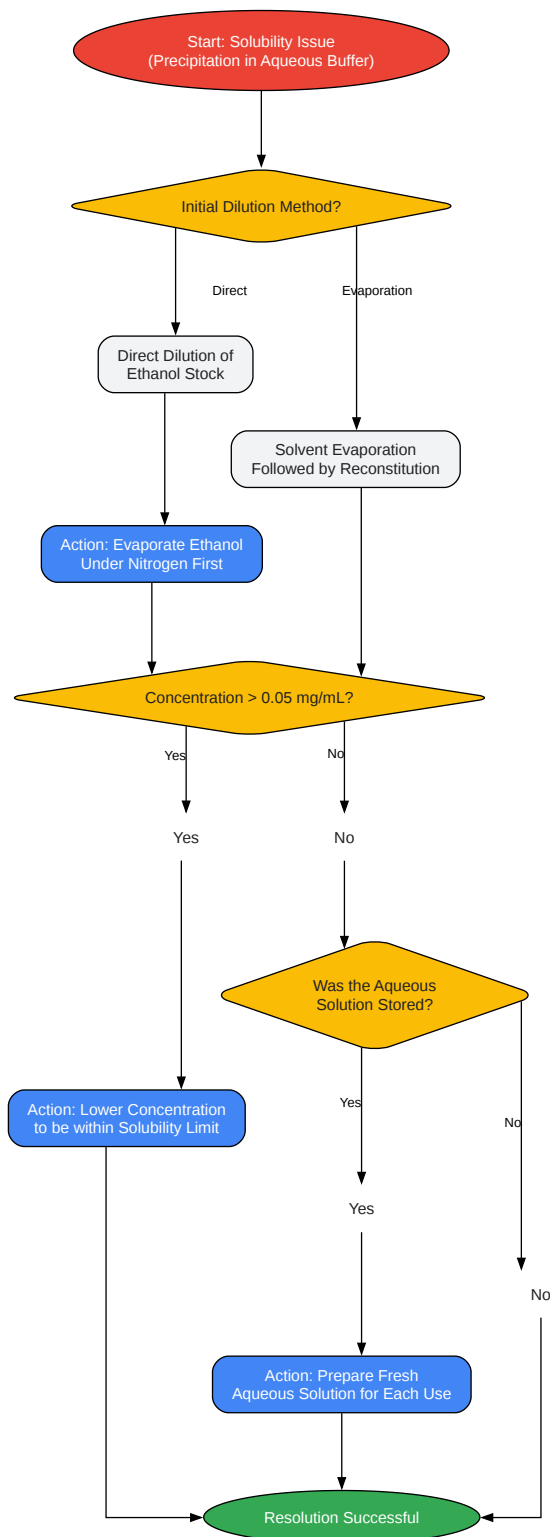 Start: Solubility Issue
(Precipitation in Aqueous Buffer)
Initial Dilution Method?
Direct
Evaporation
Direct Dilution of
Ethanol Stock
Solvent Evaporation
Followed by Reconstitution
Action: Evaporate Ethanol
Under Nitrogen First
Concentration > 0.05 mg/mL?
Yes
No
Yes
No
Was the Aqueous
Solution Stored?
Action: Lower Concentration
to be within Solubility Limit
Yes
No
Yes
No
Action: Prepare Fresh
Aqueous Solution for Each Use
Resolution Successful